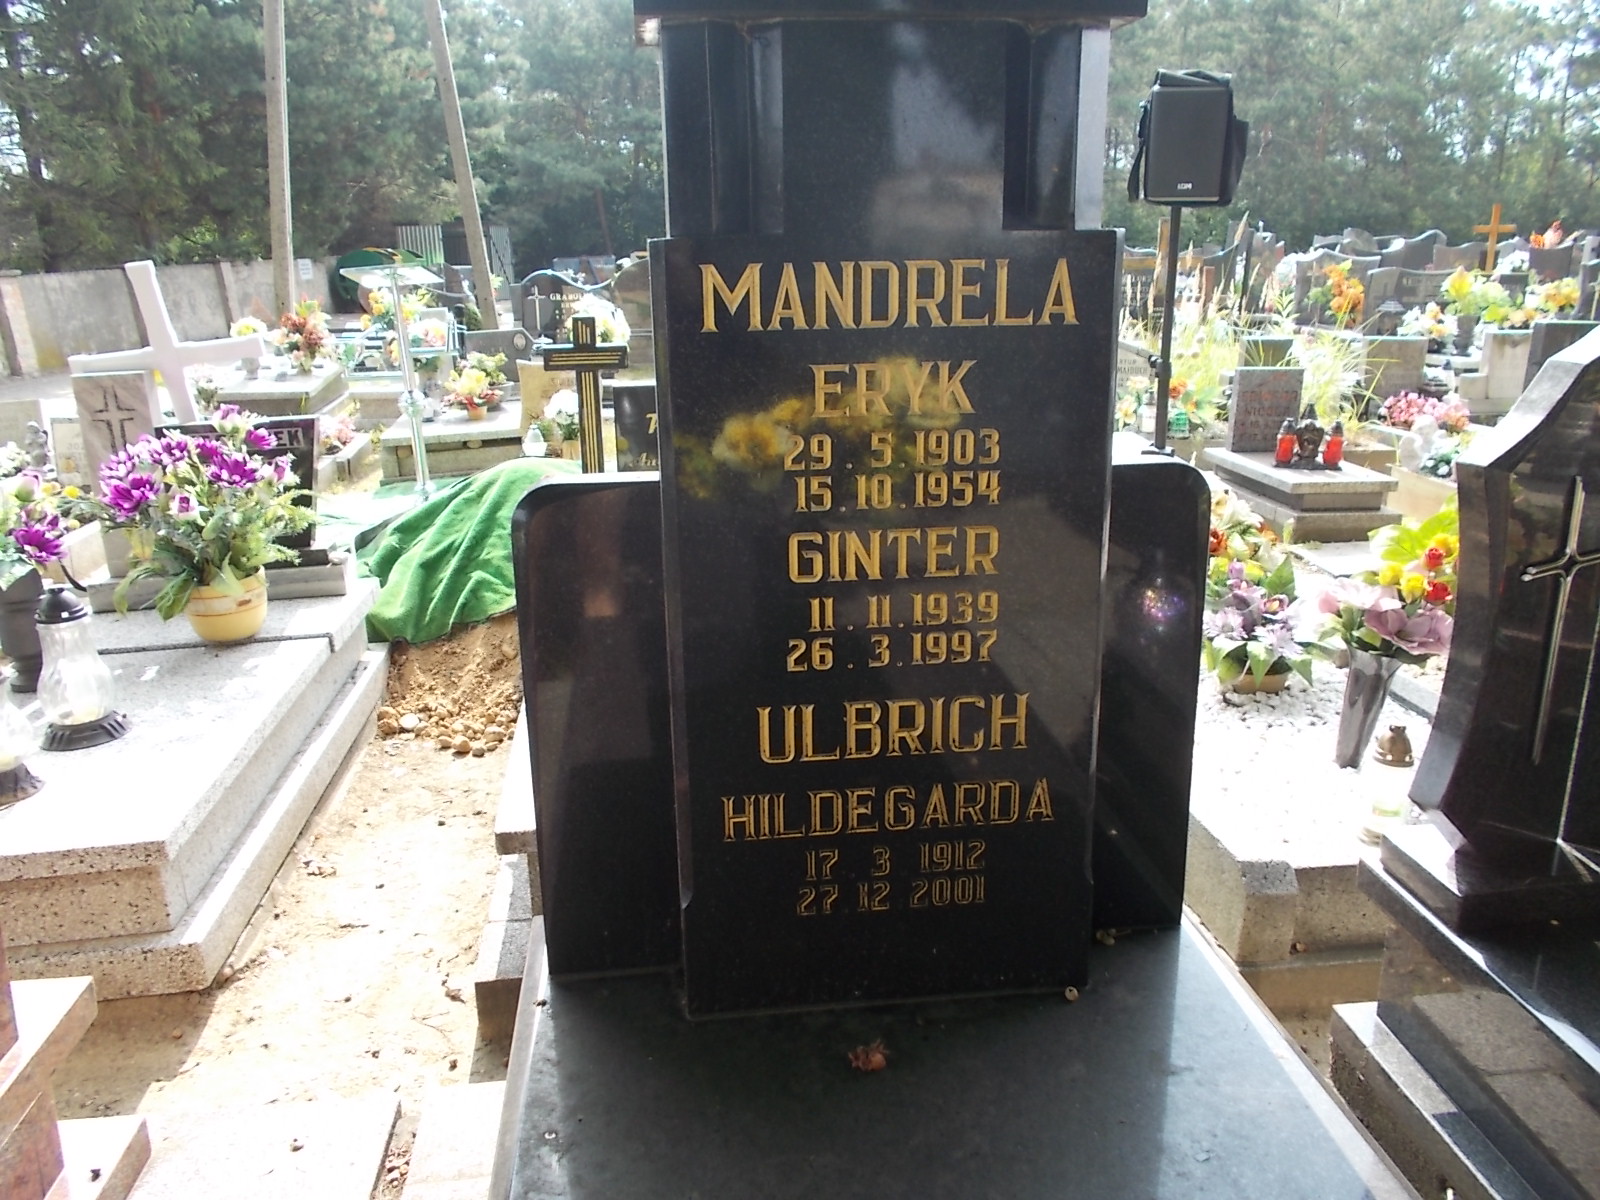 MANDRELA
ERYK
29.5.1903
15.10.1954
GINTER
11.11.1939
26.3.1997
ULBRICH
HILDEGARDA
17.3.1912
27.12.2001